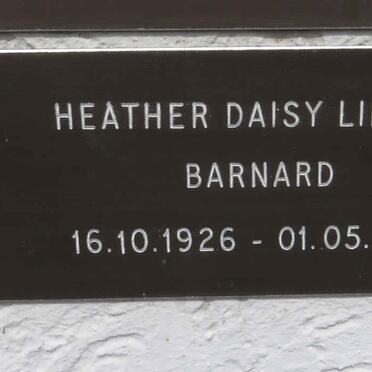 HEATHER DAISY
BARNARD
16.10.1926 - 01.05.